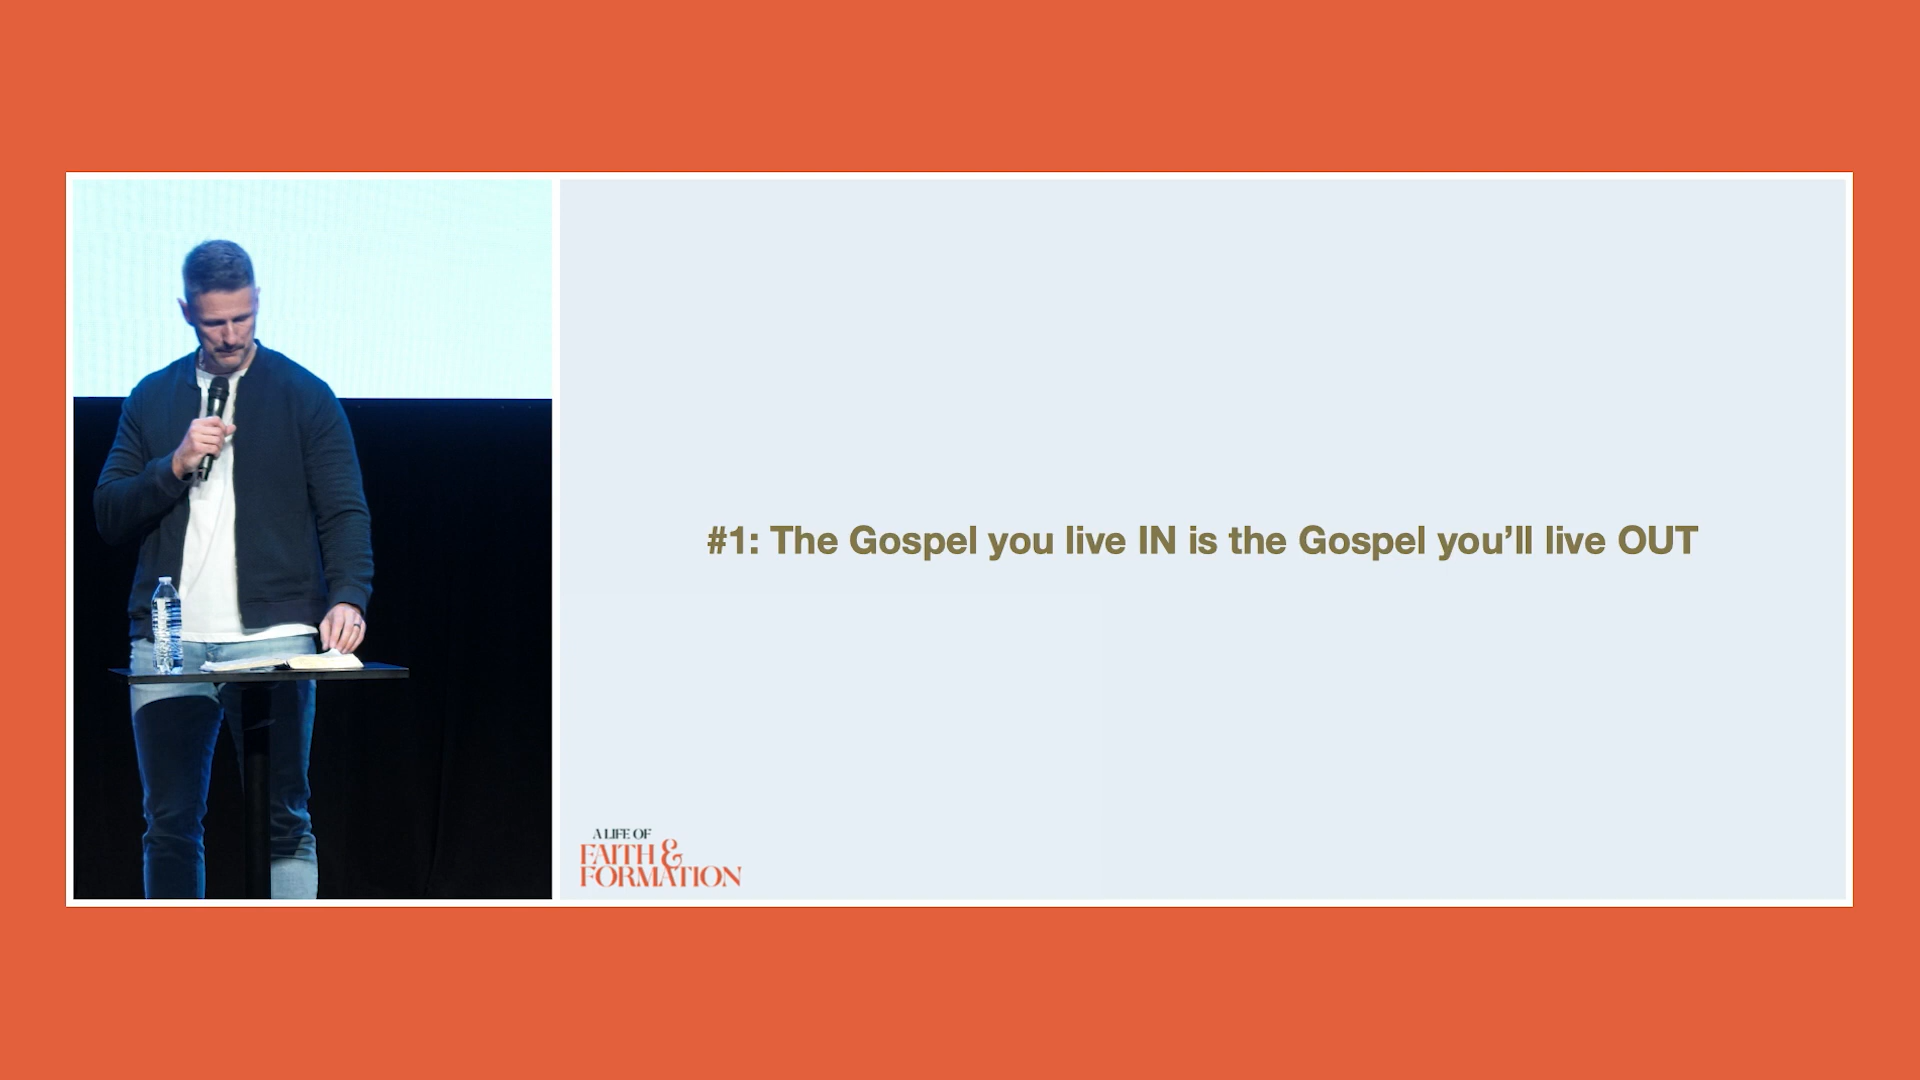 #1: The Gospel you live IN is the Gospel you’ll live OUT
A LIFE OF
FAITH &
FORMATION